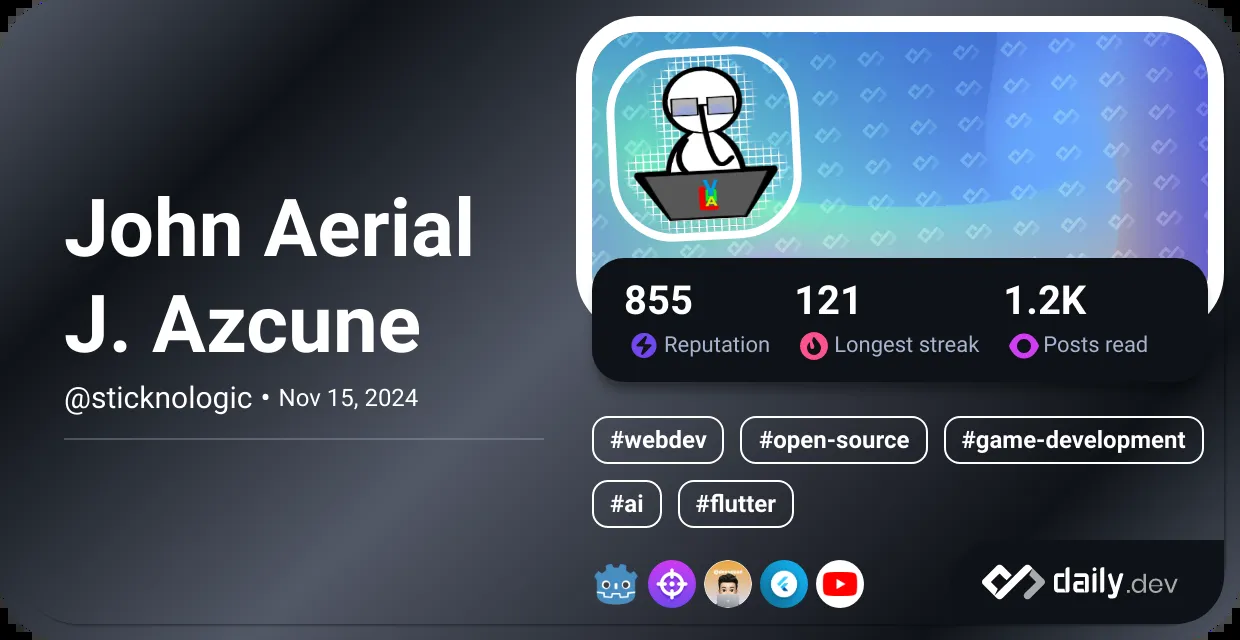 John Aerial
J. Azcune
@sticknologic • Nov 15, 2024
VLA
855 121 1.2K
Reputation Longest streak Posts read
#webdev #open-source #game-development
#ai #flutter
daily.dev